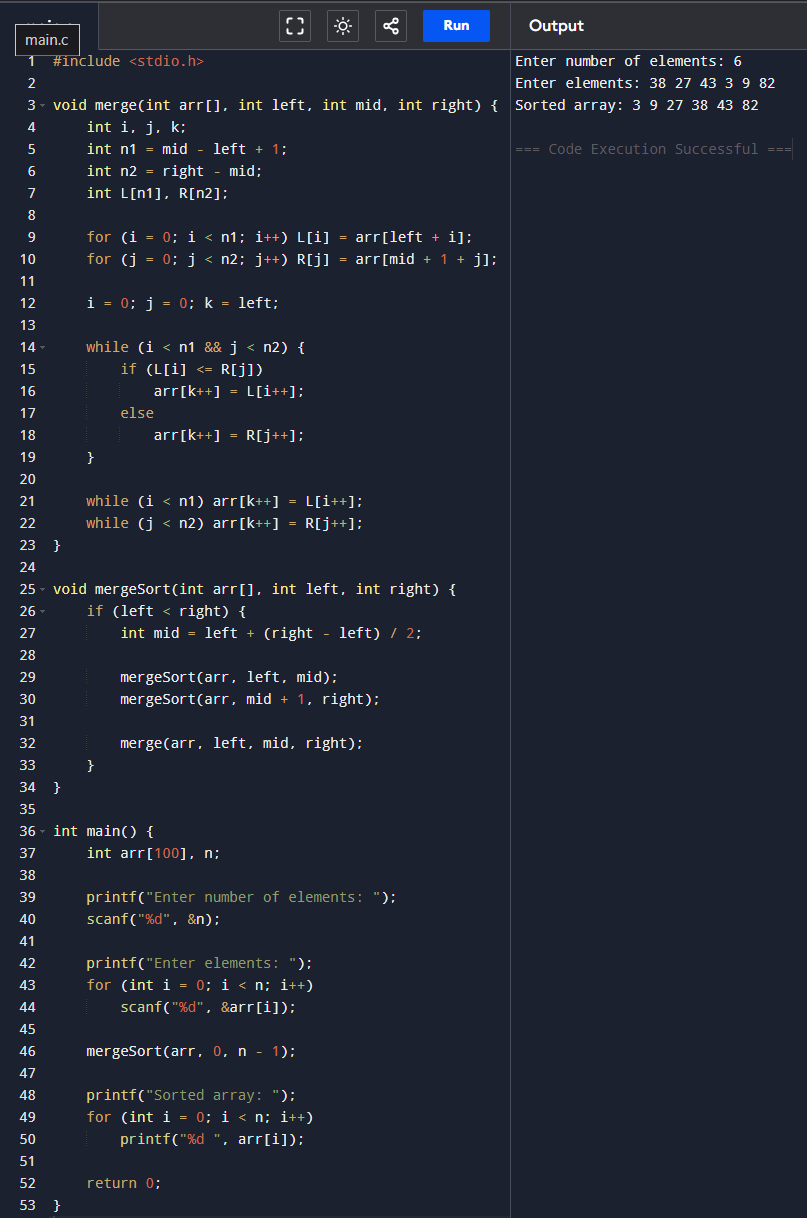 main.c
Run
Output
1 #include <stdio.h>
2
3 void merge(int arr[], int left, int mid, int right) {
4     int i, j, k;
5     int n1 = mid - left + 1;
6     int n2 = right - mid;
7     int L[n1], R[n2];
8
9     for (i = 0; i < n1; i++) L[i] = arr[left + i];
10     for (j = 0; j < n2; j++) R[j] = arr[mid + 1 + j];
11
12     i = 0; j = 0; k = left;
13
14     while (i < n1 && j < n2) {
15         if (L[i] <= R[j])
16             arr[k++] = L[i++];
17         else
18             arr[k++] = R[j++];
19     }
20
21     while (i < n1) arr[k++] = L[i++];
22     while (j < n2) arr[k++] = R[j++];
23 }
24
25 void mergeSort(int arr[], int left, int right) {
26     if (left < right) {
27         int mid = left + (right - left) / 2;
28
29         mergeSort(arr, left, mid);
30         mergeSort(arr, mid + 1, right);
31
32         merge(arr, left, mid, right);
33     }
34 }
35
36 int main() {
37     int arr[100], n;
38
39     printf("Enter number of elements: ");
40     scanf("%d", &n);
41
42     printf("Enter elements: ");
43     for (int i = 0; i < n; i++)
44         scanf("%d", &arr[i]);
45
46     mergeSort(arr, 0, n - 1);
47
48     printf("Sorted array: ");
49     for (int i = 0; i < n; i++)
50         printf("%d ", arr[i]);
51
52     return 0;
53 }
Enter number of elements: 6
Enter elements: 38 27 43 3 9 82
Sorted array: 3 9 27 38 43 82
=== Code Execution Successful ===